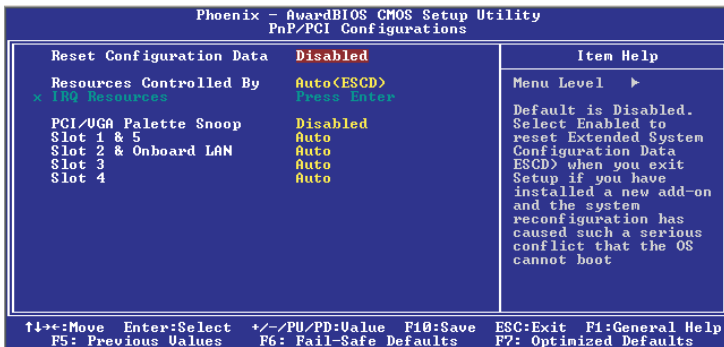 Phoenix - AwardBIOS CMOS Setup Utility
PnP/PCI Configurations
Reset Configuration Data Disabled
Resources Controlled By Auto(ESCD)
x IRQ Resources Press Enter
PCI/VGA Palette Snoop Disabled
Slot 1 & 5 Auto
Slot 2 & Onboard LAN Auto
Slot 3 Auto
Slot 4 Auto
Item Help
Menu Level ►
Default is Disabled.
Select Enabled to
reset Extended System
Configuration Data
ESCD) when you exit
Setup if you have
installed a new add-on
and the system
reconfiguration has
caused such a serious
conflict that the OS
cannot boot
↑↓→←:Move Enter:Select +/-/PU/PD:Value F10:Save ESC:Exit F1:General Help
F5: Previous Values F6: Fail-Safe Defaults F7: Optimized Defaults